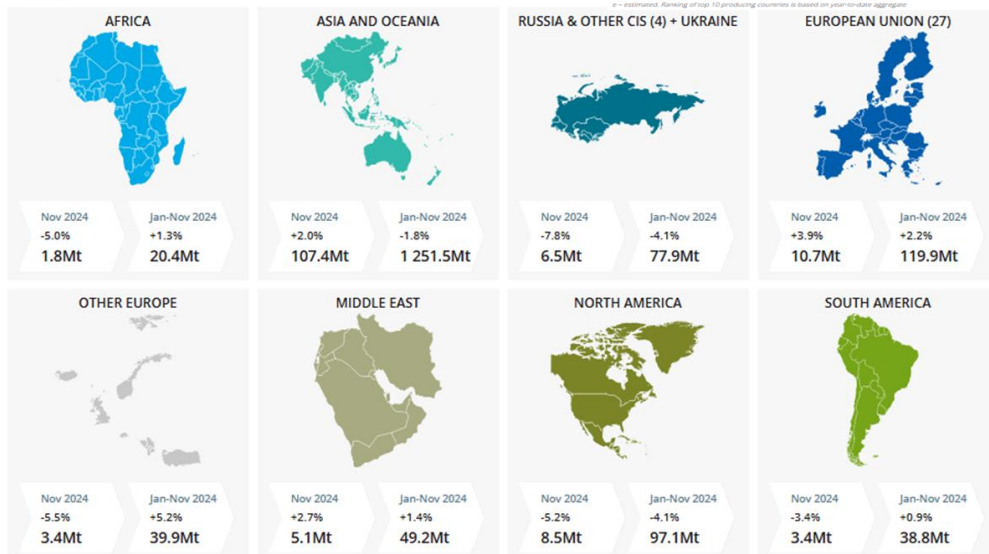 e – estimated. Ranking of top 10 producing countries is based on year-to-date aggregate
AFRICA
Nov 2024 Jan-Nov 2024
-5.0% +1.3%
1.8Mt 20.4Mt
ASIA AND OCEANIA
Nov 2024 Jan-Nov 2024
+2.0% -1.8%
107.4Mt 1 251.5Mt
RUSSIA & OTHER CIS (4) + UKRAINE
Nov 2024 Jan-Nov 2024
-7.8% -4.1%
6.5Mt 77.9Mt
EUROPEAN UNION (27)
Nov 2024 Jan-Nov 2024
+3.9% +2.2%
10.7Mt 119.9Mt
OTHER EUROPE
Nov 2024 Jan-Nov 2024
-5.5% +5.2%
3.4Mt 39.9Mt
MIDDLE EAST
Nov 2024 Jan-Nov 2024
+2.7% +1.4%
5.1Mt 49.2Mt
NORTH AMERICA
Nov 2024 Jan-Nov 2024
-5.2% -4.1%
8.5Mt 97.1Mt
SOUTH AMERICA
Nov 2024 Jan-Nov 2024
-3.4% +0.9%
3.4Mt 38.8Mt